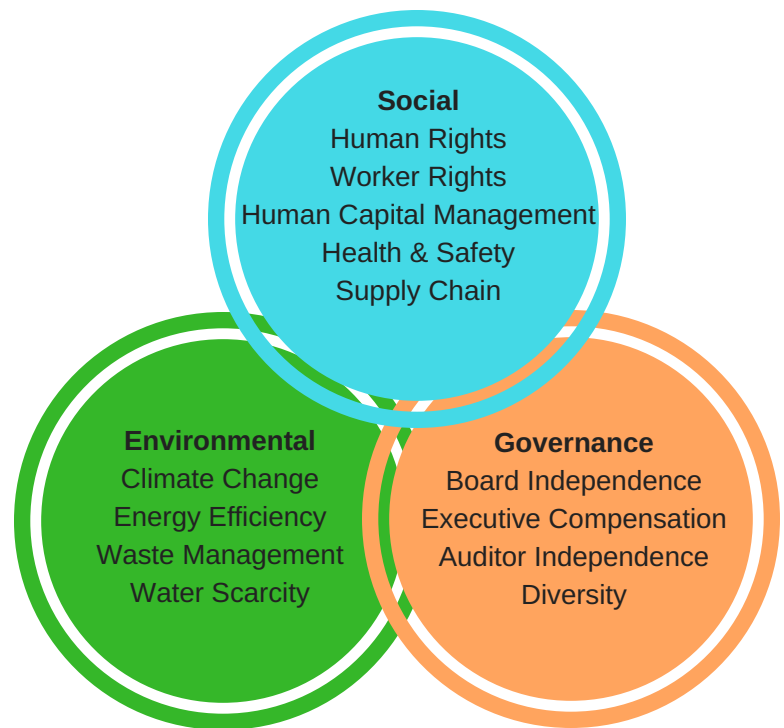 Social
Human Rights
Worker Rights
Human Capital Management
Health & Safety
Supply Chain
Environmental
Climate Change
Energy Efficiency
Waste Management
Water Scarcity
Governance
Board Independence
Executive Compensation
Auditor Independence
Diversity